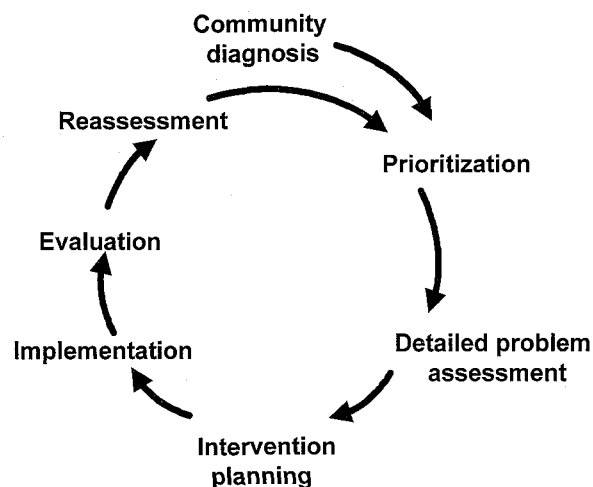 Community
diagnosis
Reassessment
Prioritization
Evaluation
Detailed problem
assessment
Implementation
Intervention
planning